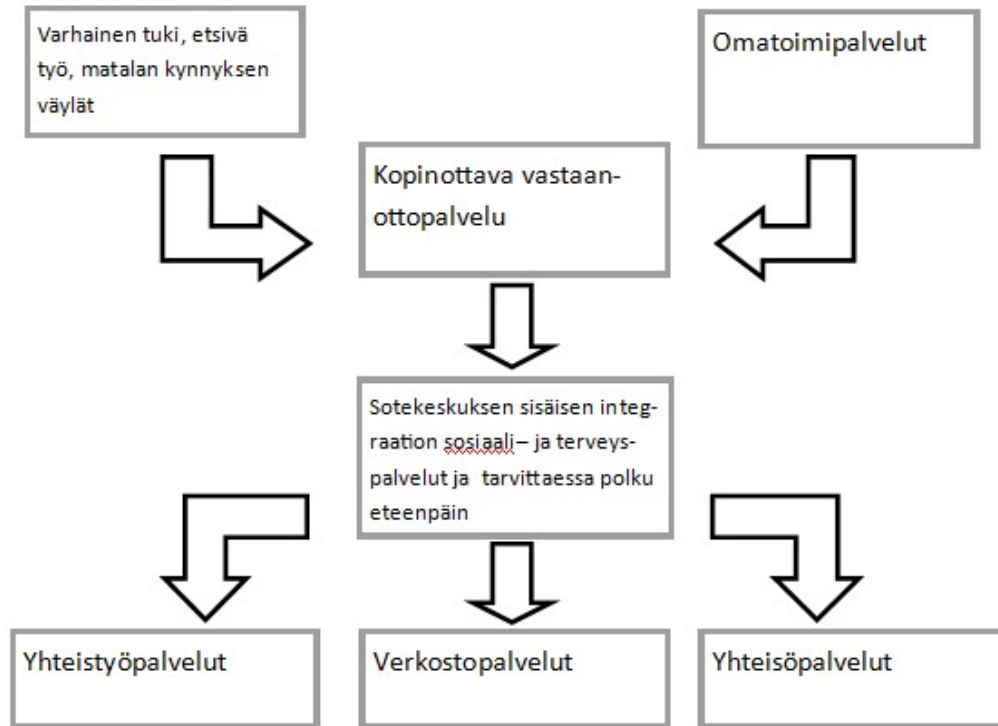 Varhainen tuki, etsivä
työ, matalan kynnyksen
väylät
Omatoimipalvelut
Kopinottava vastaan-
ottopalvelu
Sotekeskuksen sisäisen integ-
raation sosiaali– ja terveys-
palvelut ja  tarvittaessa polku
eteenpäin
Yhteistyöpalvelut
Verkostopalvelut
Yhteisöpalvelut